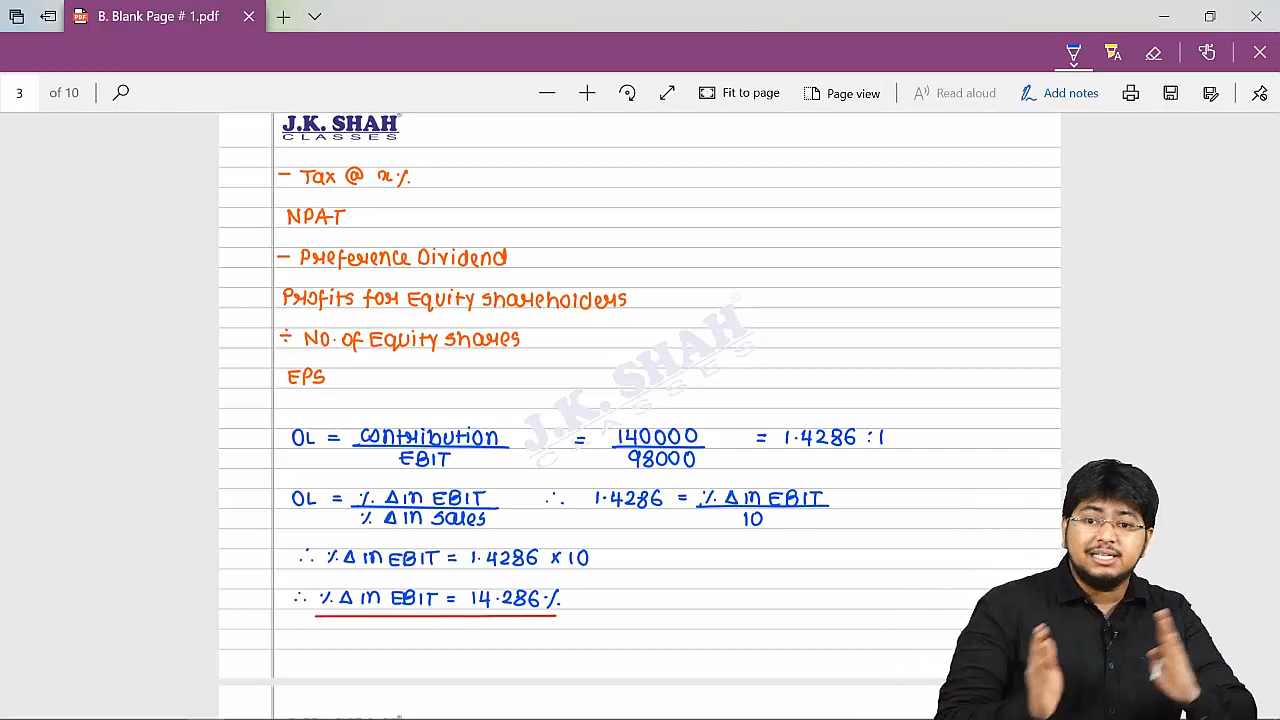 B. Blank Page # 1.pdf
3 of 10 Fit to page Page view Read aloud Add notes
J.K. SHAH
CLASSES
- Tax @ x%
NPAT
- Preference Dividend
Profits for Equity shareholders
÷ No. of Equity shares
EPS
J.K. SHAH
CLASSES
OL = contribution / EBIT = 140000 / 98000 = 1.4286 : 1
OL = % Δ in EBIT / % Δ in sales ∴ 1.4286 = % Δ in EBIT / 10
∴ % Δ in EBIT = 1.4286 × 10
∴ % Δ in EBIT = 14.286%